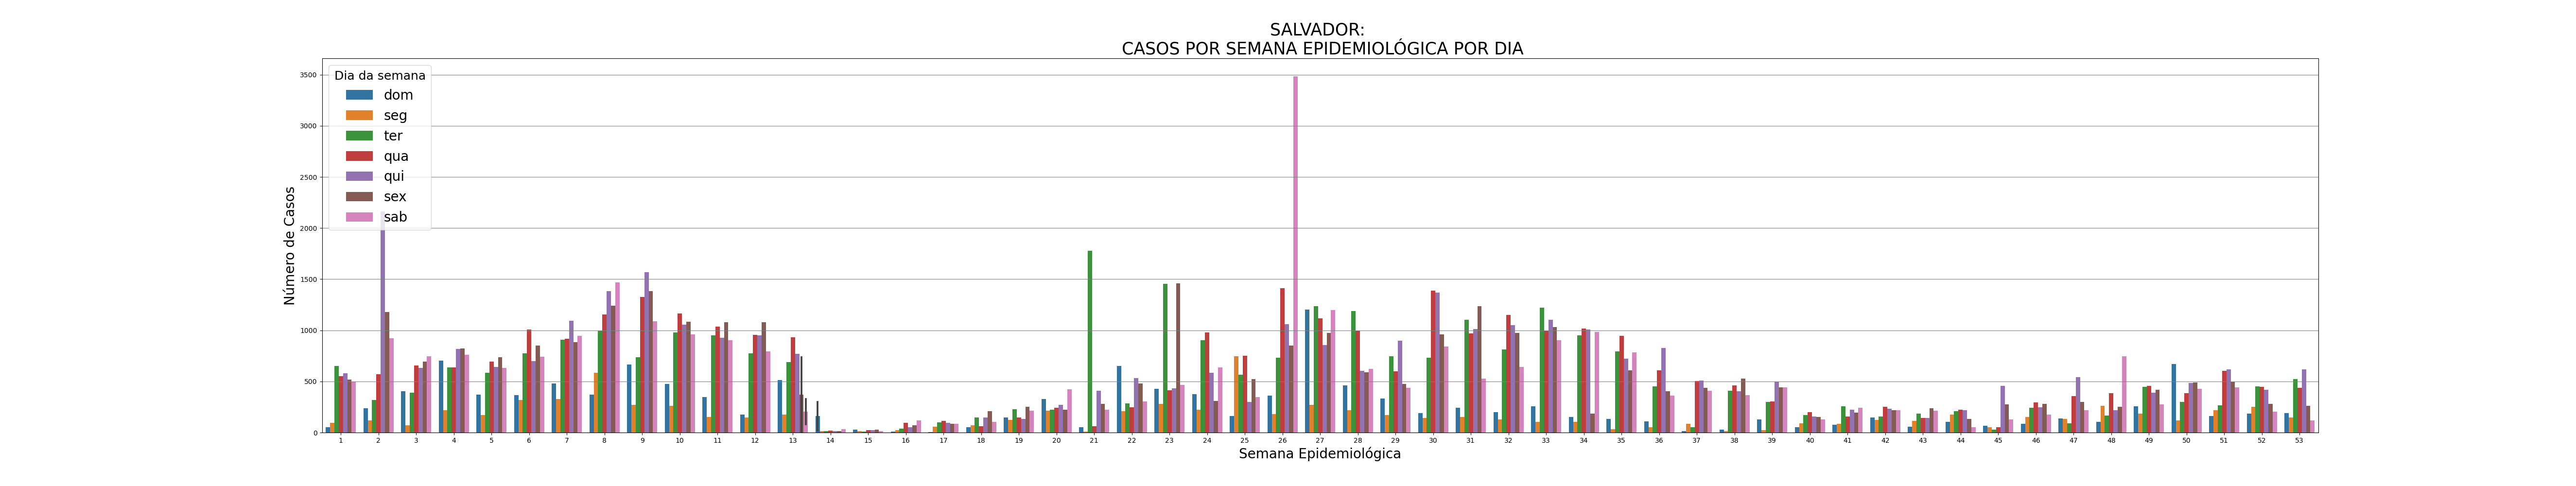 SALVADOR:
CASOS POR SEMANA EPIDEMIOLÓGICA POR DIA
Dia da semana
dom
seg
ter
qua
qui
sex
sab
Número de Casos
3500
3000
2500
2000
1500
1000
500
0
1 2 3 4 5 6 7 8 9 10 11 12 13 14 15 16 17 18 19 20 21 22 23 24 25 26 27 28 29 30 31 32 33 34 35 36 37 38 39 40 41 42 43 44 45 46 47 48 49 50 51 52 53
Semana Epidemiológica